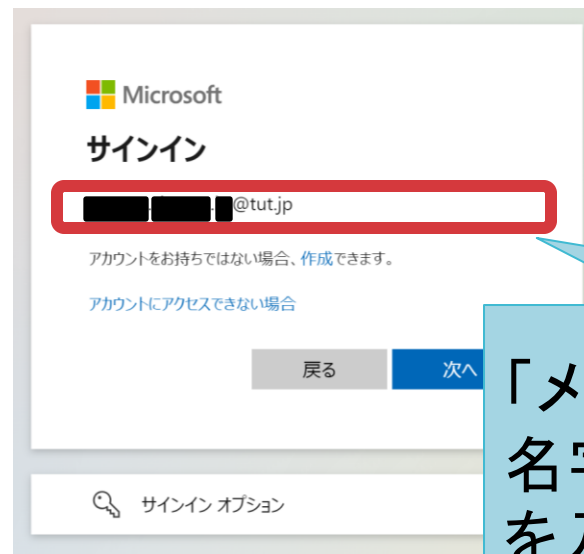 Microsoft
サインイン
@tut.jp
アカウントをお持ちではない場合、作成できます。
アカウントにアクセスできない場合
戻る
次へ
「メ
名字
を入
サインイン オプション